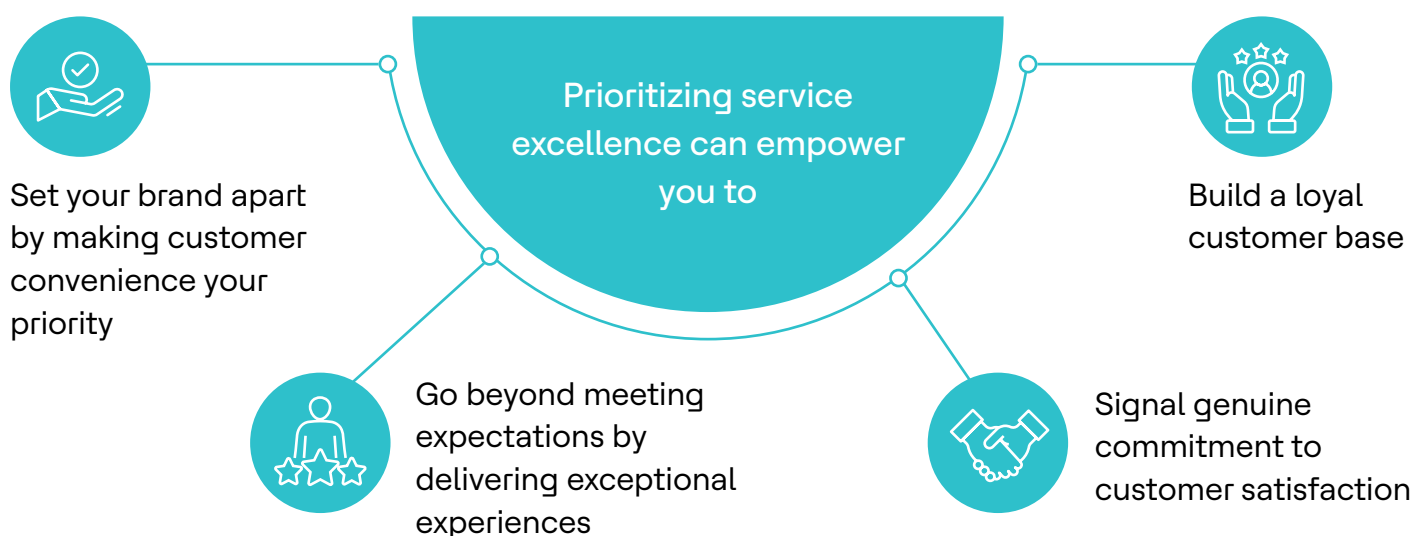 Prioritizing service
excellence can empower
you to
Set your brand apart
by making customer
convenience your
priority
Go beyond meeting
expectations by
delivering exceptional
experiences
Signal genuine
commitment to
customer satisfaction
Build a loyal
customer base